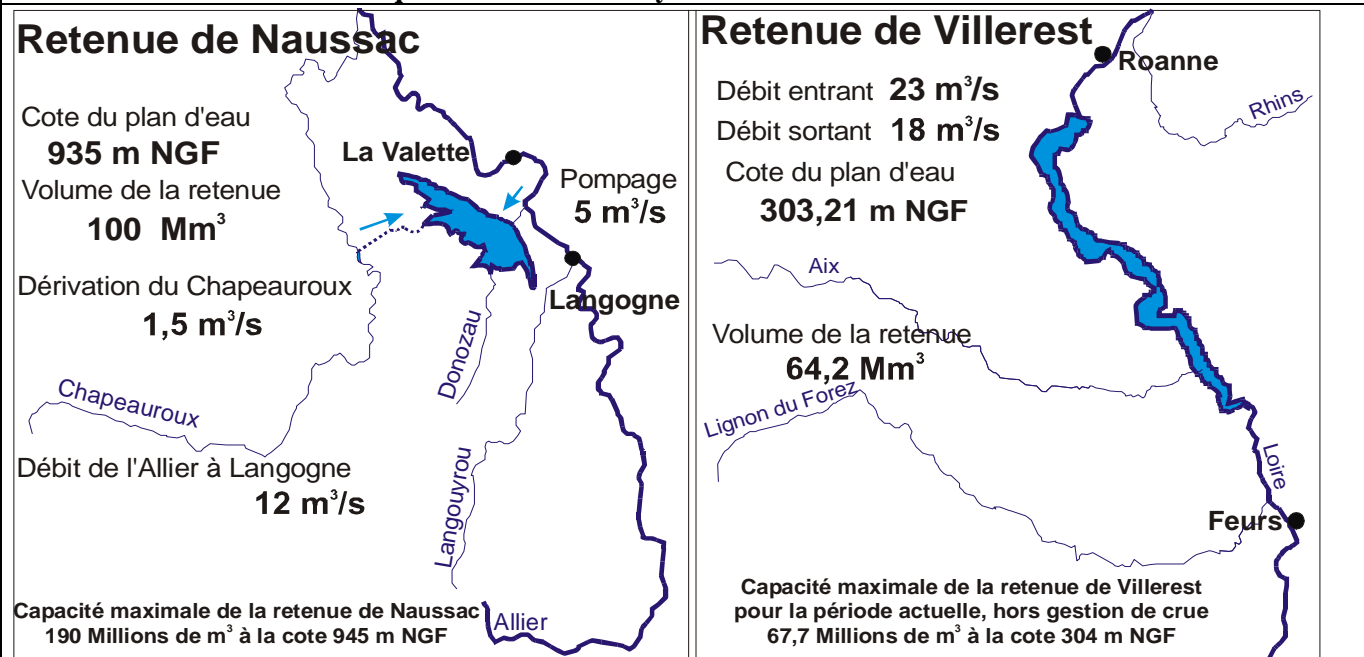 Retenue de Naussac
Cote du plan d'eau
935 m NGF
Volume de la retenue
100 Mm³
Dérivation du Chapeauroux
1,5 m³/s
La Valette
Pompage
5 m³/s
Langogne
Donozau
Chapeauroux
Langouyrou
Débit de l'Allier à Langogne
12 m³/s
Allier
Capacité maximale de la retenue de Naussac
190 Millions de m³ à la cote 945 m NGF
Retenue de Villerest
Roanne
Débit entrant 23 m³/s
Débit sortant 18 m³/s
Rhins
Cote du plan d'eau
303,21 m NGF
Aix
Volume de la retenue
64,2 Mm³
Lignon du Forez
Loire
Feurs
Capacité maximale de la retenue de Villerest
pour la période actuelle, hors gestion de crue
67,7 Millions de m³ à la cote 304 m NGF